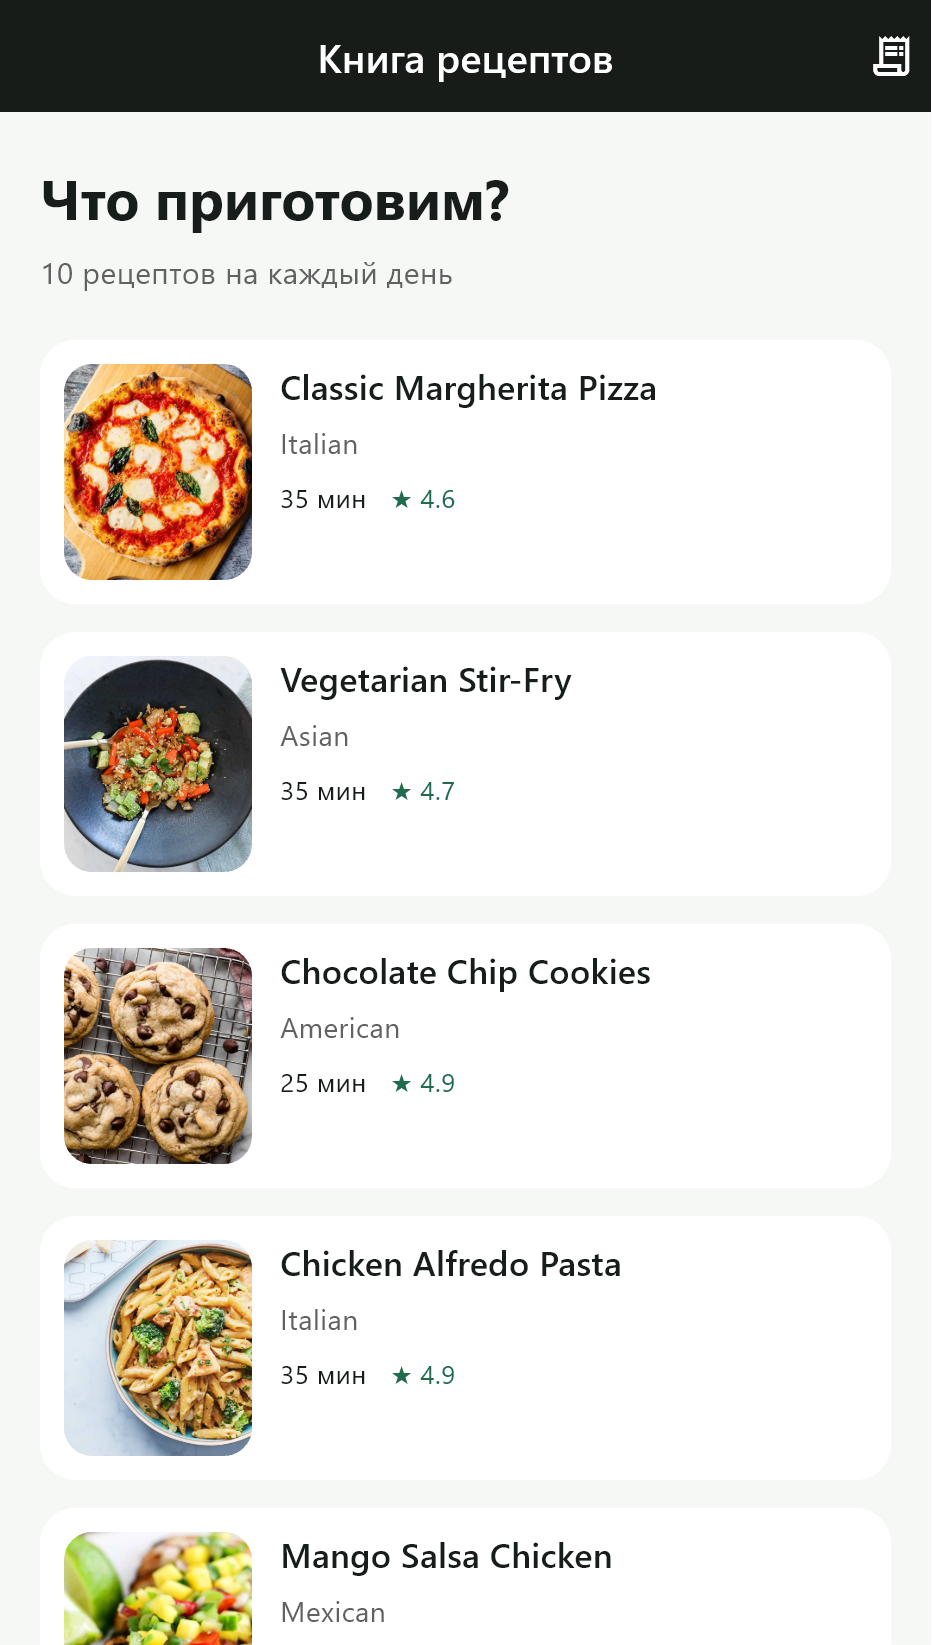 Книга рецептов
Что приготовим?
10 рецептов на каждый день
Classic Margherita Pizza
Italian
35 мин ★ 4.6
Vegetarian Stir-Fry
Asian
35 мин ★ 4.7
Chocolate Chip Cookies
American
25 мин ★ 4.9
Chicken Alfredo Pasta
Italian
35 мин ★ 4.9
Mango Salsa Chicken
Mexican